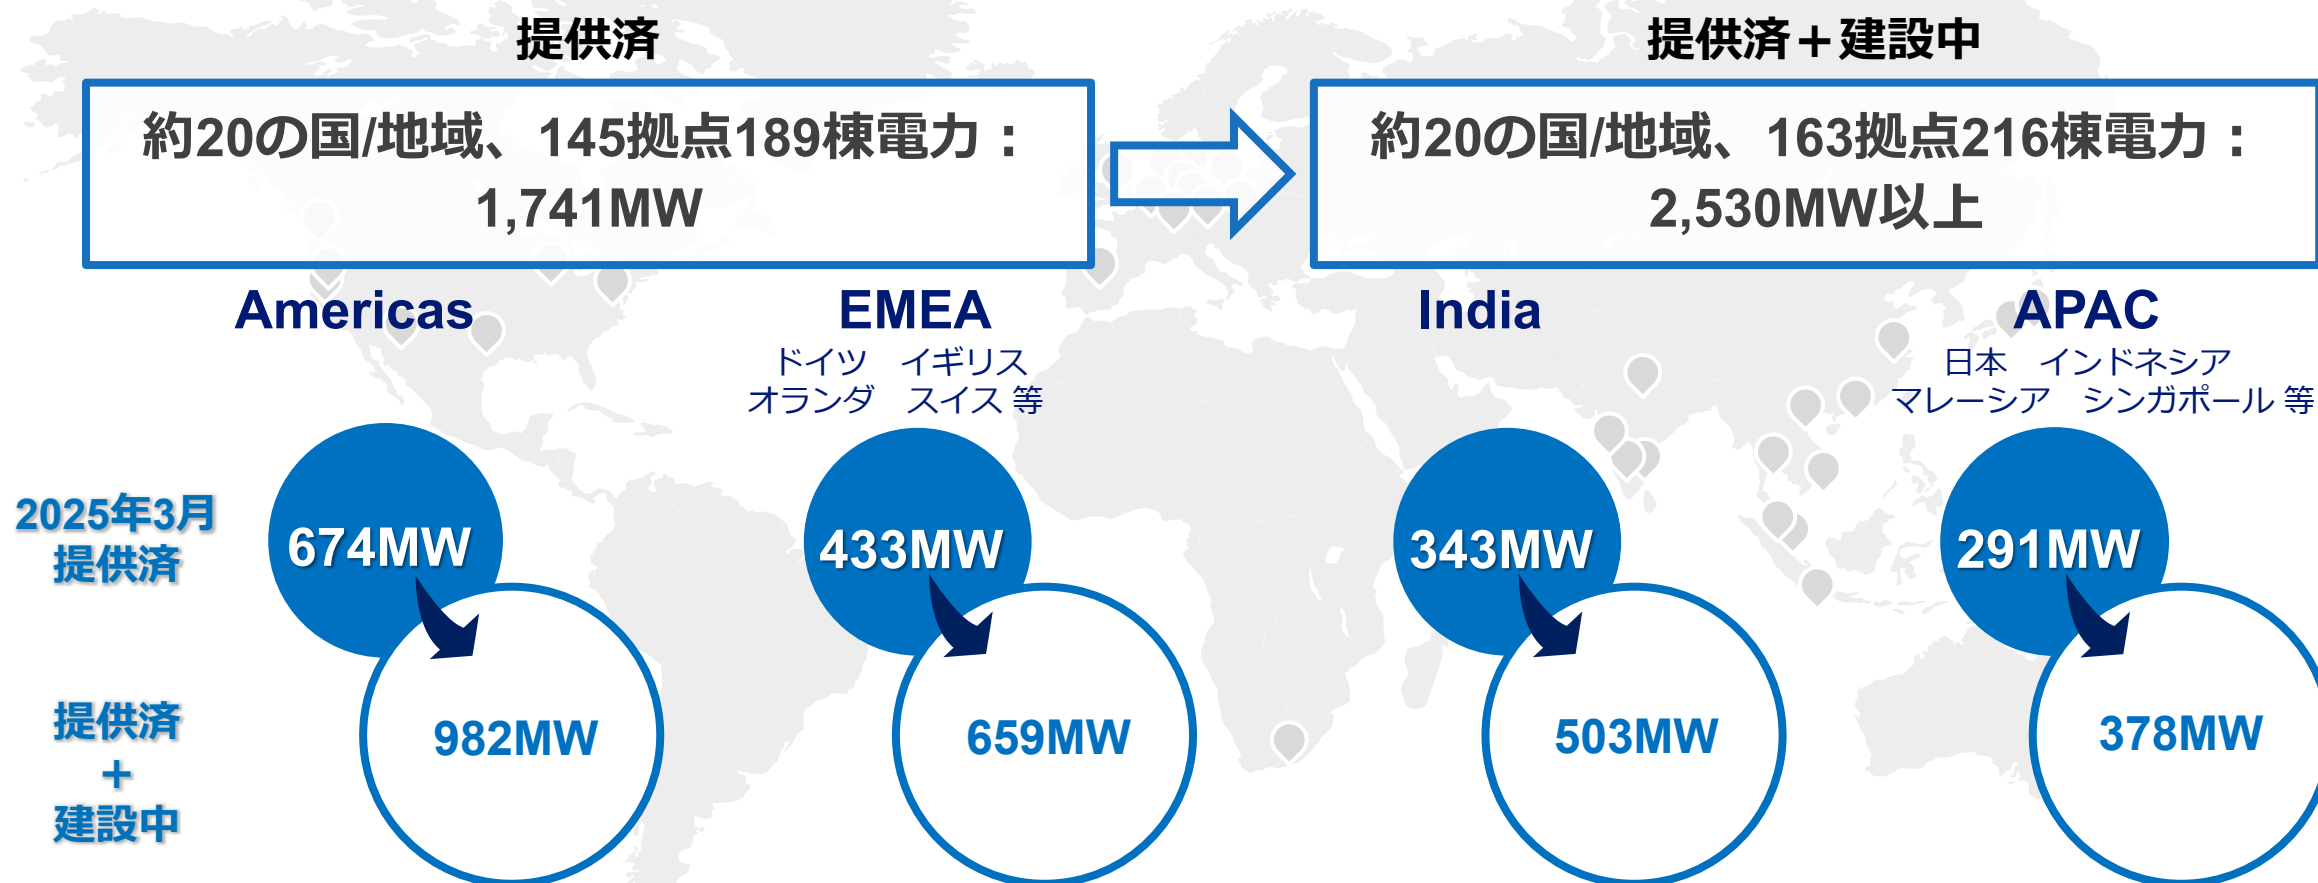 提供済
約20の国/地域、145拠点189棟電力：
1,741MW
提供済＋建設中
約20の国/地域、163拠点216棟電力：
2,530MW以上
Americas
EMEA
ドイツ　イギリス
オランダ　スイス 等
India
APAC
日本　インドネシア
マレーシア　シンガポール 等
2025年3月
提供済
674MW
433MW
343MW
291MW
提供済
＋
建設中
982MW
659MW
503MW
378MW